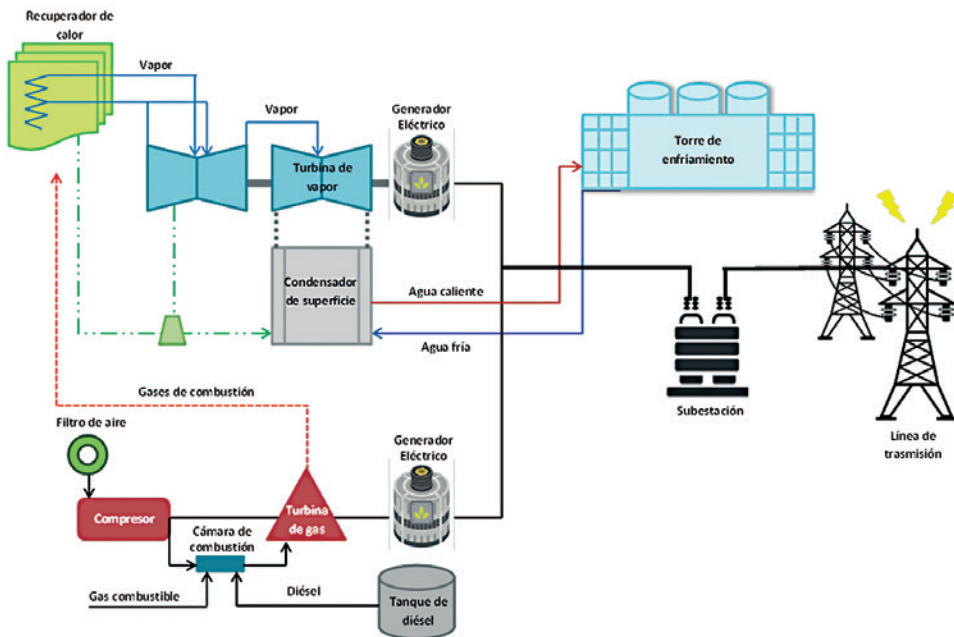 Recuperador de
calor
Vapor
Vapor
Generador
Eléctrico
Turbina de
vapor
Torre de
enfriamiento
Condensador
de superficie
Agua caliente
Agua fría
Subestación
Línea de
trasmisión
Gases de combustión
Filtro de aire
Generador
Eléctrico
Compresor
Turbina
de gas
Cámara de
combustión
Gas combustible
Diésel
Tanque de
diésel